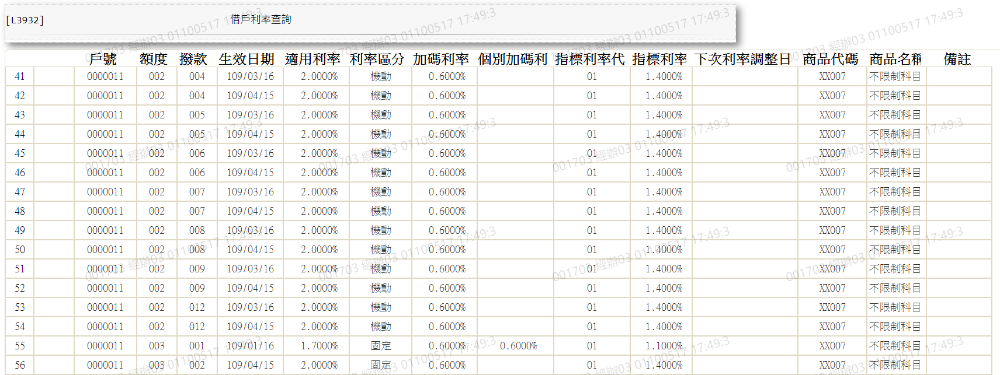 [L3932] 借戶利率查詢
戶號 額度 撥款 生效日期 適用利率 利率區分 加碼利率 個別加碼利 指標利率代 指標利率 下次利率調整日 商品代碼 商品名稱 備註
41 0000011 002 004 109/03/16 2.0000% 機動 0.6000% 01 1.4000% XX007 不限制科目
42 0000011 002 004 109/04/15 2.0000% 機動 0.6000% 01 1.4000% XX007 不限制科目
43 0000011 002 005 109/03/16 2.0000% 機動 0.6000% 01 1.4000% XX007 不限制科目
44 0000011 002 005 109/04/15 2.0000% 機動 0.6000% 01 1.4000% XX007 不限制科目
45 0000011 002 006 109/03/16 2.0000% 機動 0.6000% 01 1.4000% XX007 不限制科目
46 0000011 002 006 109/04/15 2.0000% 機動 0.6000% 01 1.4000% XX007 不限制科目
47 0000011 002 007 109/03/16 2.0000% 機動 0.6000% 01 1.4000% XX007 不限制科目
48 0000011 002 007 109/04/15 2.0000% 機動 0.6000% 01 1.4000% XX007 不限制科目
49 0000011 002 008 109/03/16 2.0000% 機動 0.6000% 01 1.4000% XX007 不限制科目
50 0000011 002 008 109/04/15 2.0000% 機動 0.6000% 01 1.4000% XX007 不限制科目
51 0000011 002 009 109/03/16 2.0000% 機動 0.6000% 01 1.4000% XX007 不限制科目
52 0000011 002 009 109/04/15 2.0000% 機動 0.6000% 01 1.4000% XX007 不限制科目
53 0000011 002 012 109/03/16 2.0000% 機動 0.6000% 01 1.4000% XX007 不限制科目
54 0000011 002 012 109/04/15 2.0000% 機動 0.6000% 01 1.4000% XX007 不限制科目
55 0000011 003 001 109/01/16 1.7000% 固定 0.6000% 0.6000% 01 1.1000% XX007 不限制科目
56 0000011 003 002 109/04/15 2.0000% 固定 0.6000% 01 1.4000% XX007 不限制科目
001703 經辦03 01100517 17:49:3